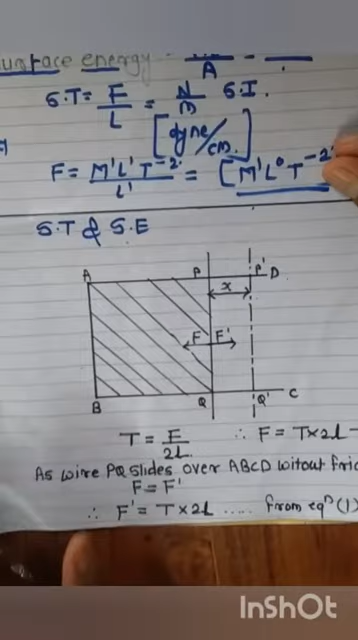 surface energy - A -
S.T = F/L = N/m S.I.
[dyne/cm.]
F = M¹L¹T⁻²/L¹ = [M¹L⁰T⁻²
S.T & S.E
A P P' D
x
F F'
B Q Q' C
T = F/2L ∴ F = T×2L
As wire PQ slides over ABCD witout fric
F = F'
∴ F' = T × 2L ..... from eqⁿ (1)
InShOt